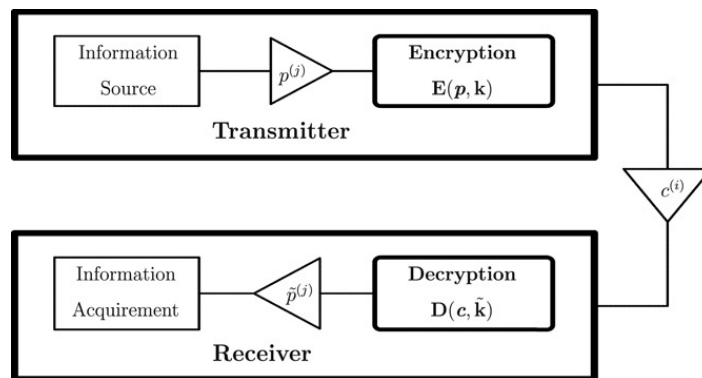 Information
Source
p^{(j)}
Encryption
E(p, k)
Transmitter
c^{(i)}
Information
Acquirement
p̃^{(j)}
Decryption
D(c, k̃)
Receiver